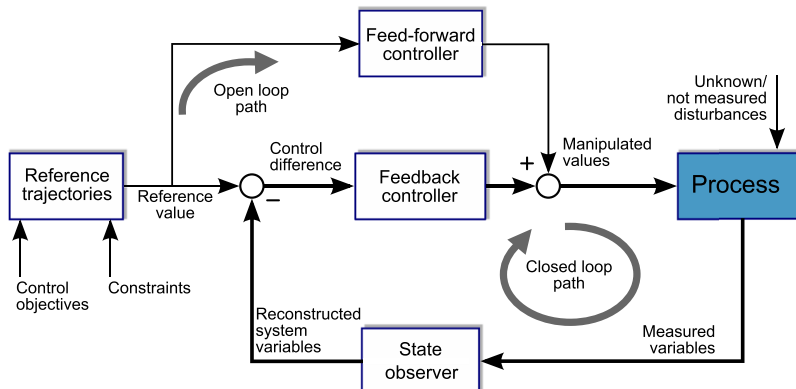 Feed-forward
controller
Open loop
path
Unknown/
not measured
disturbances
Control
difference
+
Manipulated
values
Reference
trajectories
Reference
value
−
Feedback
controller
Process
Control
objectives
Constraints
Closed loop
path
Reconstructed
system
variables
State
observer
Measured
variables